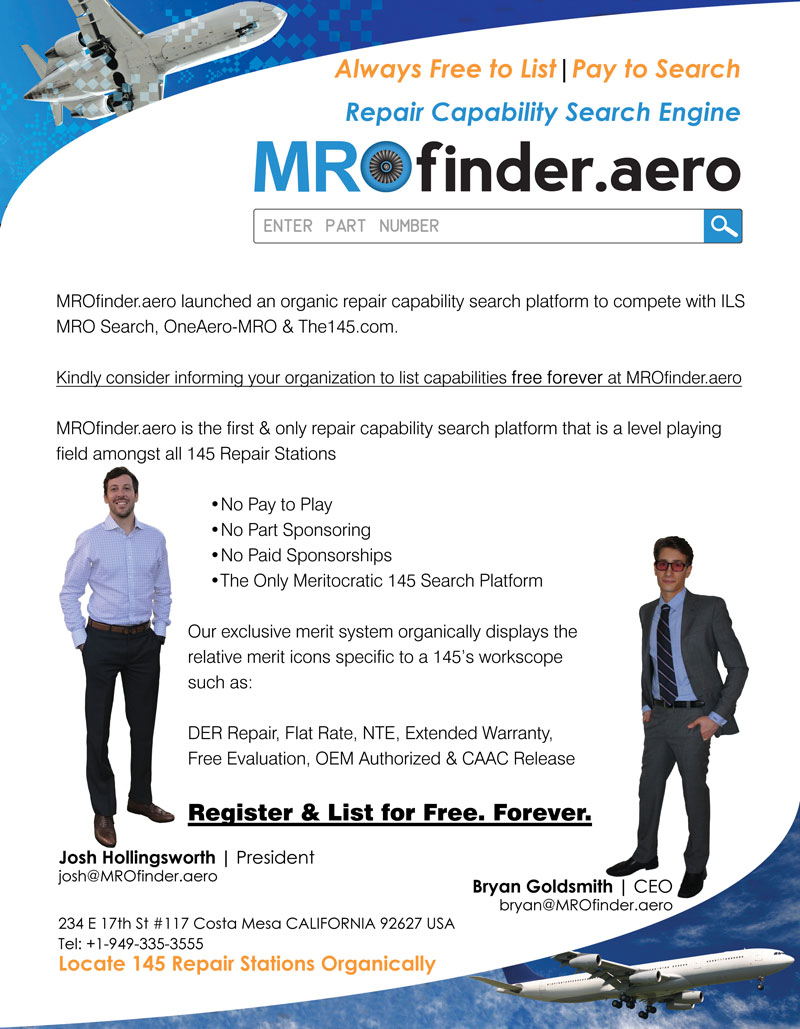 Always Free to List|Pay to Search
Repair Capability Search Engine
MROfinder.aero
ENTER PART NUMBER
MROfinder.aero launched an organic repair capability search platform to compete with ILS
MRO Search, OneAero-MRO & The145.com.
Kindly consider informing your organization to list capabilities free forever at MROfinder.aero
MROfinder.aero is the first & only repair capability search platform that is a level playing
field amongst all 145 Repair Stations
•No Pay to Play
•No Part Sponsoring
•No Paid Sponsorships
•The Only Meritocratic 145 Search Platform
Our exclusive merit system organically displays the
relative merit icons specific to a 145's workscope
such as:
DER Repair, Flat Rate, NTE, Extended Warranty,
Free Evaluation, OEM Authorized & CAAC Release
Register & List for Free. Forever.
Josh Hollingsworth | President
josh@MROfinder.aero
Bryan Goldsmith | CEO
bryan@MROfinder.aero
234 E 17th St #117 Costa Mesa CALIFORNIA 92627 USA
Tel: +1-949-335-3555
Locate 145 Repair Stations Organically